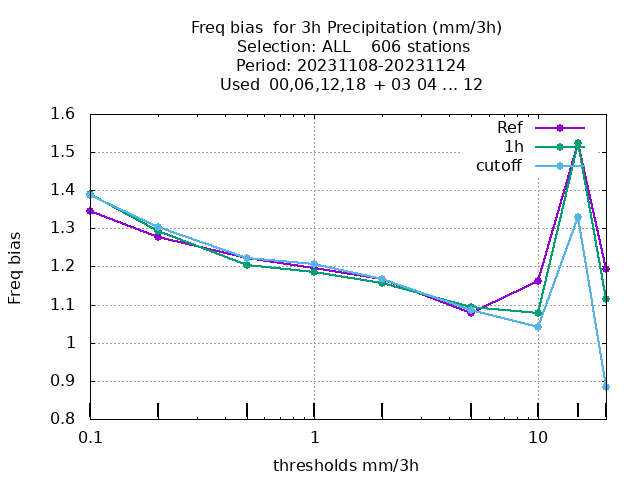 Freq bias  for 3h Precipitation (mm/3h)
Selection: ALL    606 stations
Period: 20231108-20231124
Used  00,06,12,18  + 03 04 ... 12
Ref
1h
cutoff
1.6
1.5
1.4
1.3
1.2
1.1
1
0.9
0.8
Freq bias
0.1 1 10
thresholds mm/3h